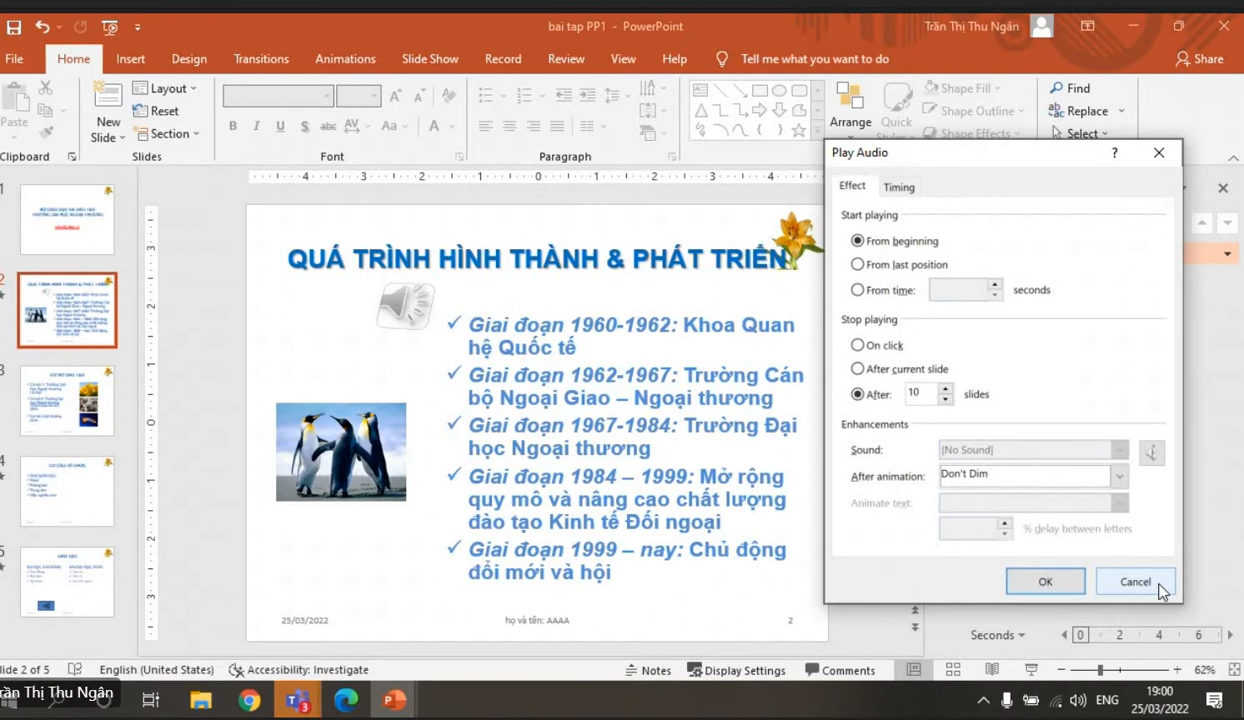 bai tap PP1 - PowerPoint
Trần Thị Thu Ngân
File Home Insert Design Transitions Animations Slide Show Record Review View Help Tell me what you want to do Share
Paste
New Slide
Layout
Reset
Section
Arrange
Quick
Shape Fill
Shape Outline
Shape Effects
Find
Replace
Select
Clipboard Slides Font Paragraph
Play Audio
Effect Timing
Start playing
From beginning
From last position
From time: seconds
Stop playing
On click
After current slide
After: 10 slides
Enhancements
Sound: [No Sound]
After animation: Don't Dim
Animate text:
% delay between letters
OK Cancel
QUÁ TRÌNH HÌNH THÀNH & PHÁT TRIỂN
Giai đoạn 1960-1962: Khoa Quan
hệ Quốc tế
Giai đoạn 1962-1967: Trường Cán
bộ Ngoại Giao – Ngoại thương
Giai đoạn 1967-1984: Trường Đại
học Ngoại thương
Giai đoạn 1984 – 1999: Mở rộng
quy mô và nâng cao chất lượng
đào tạo Kinh tế Đối ngoại
Giai đoạn 1999 – nay: Chủ động
đổi mới và hội
25/03/2022 họ và tên: AAAA 2
Seconds 0 2 4 6
lide 2 of 5 English (United States) Accessibility: Investigate Notes Display Settings Comments 62%
rần Thị Thu Ngân
ENG
19:00
25/03/2022